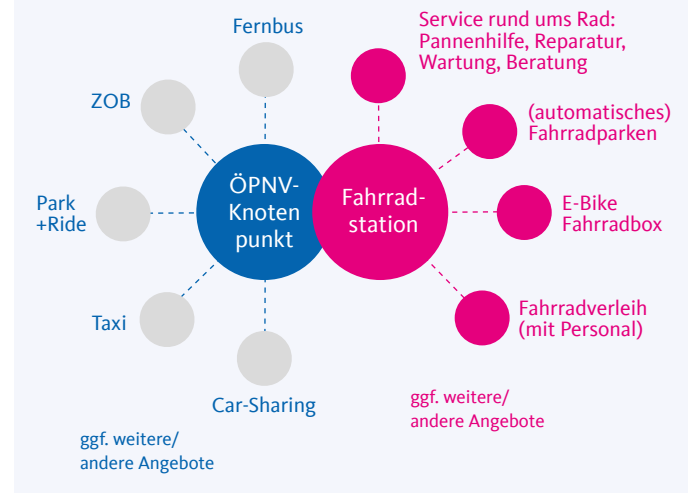 Fernbus
ZOB
Park
+Ride
Taxi
Car-Sharing
ggf. weitere/
andere Angebote
ÖPNV-
Knoten
punkt
Fahrrad-
station
Service rund ums Rad:
Pannenhilfe, Reparatur,
Wartung, Beratung
(automatisches)
Fahrradparken
E-Bike
Fahrradbox
Fahrradverleih
(mit Personal)
ggf. weitere/
andere Angebote